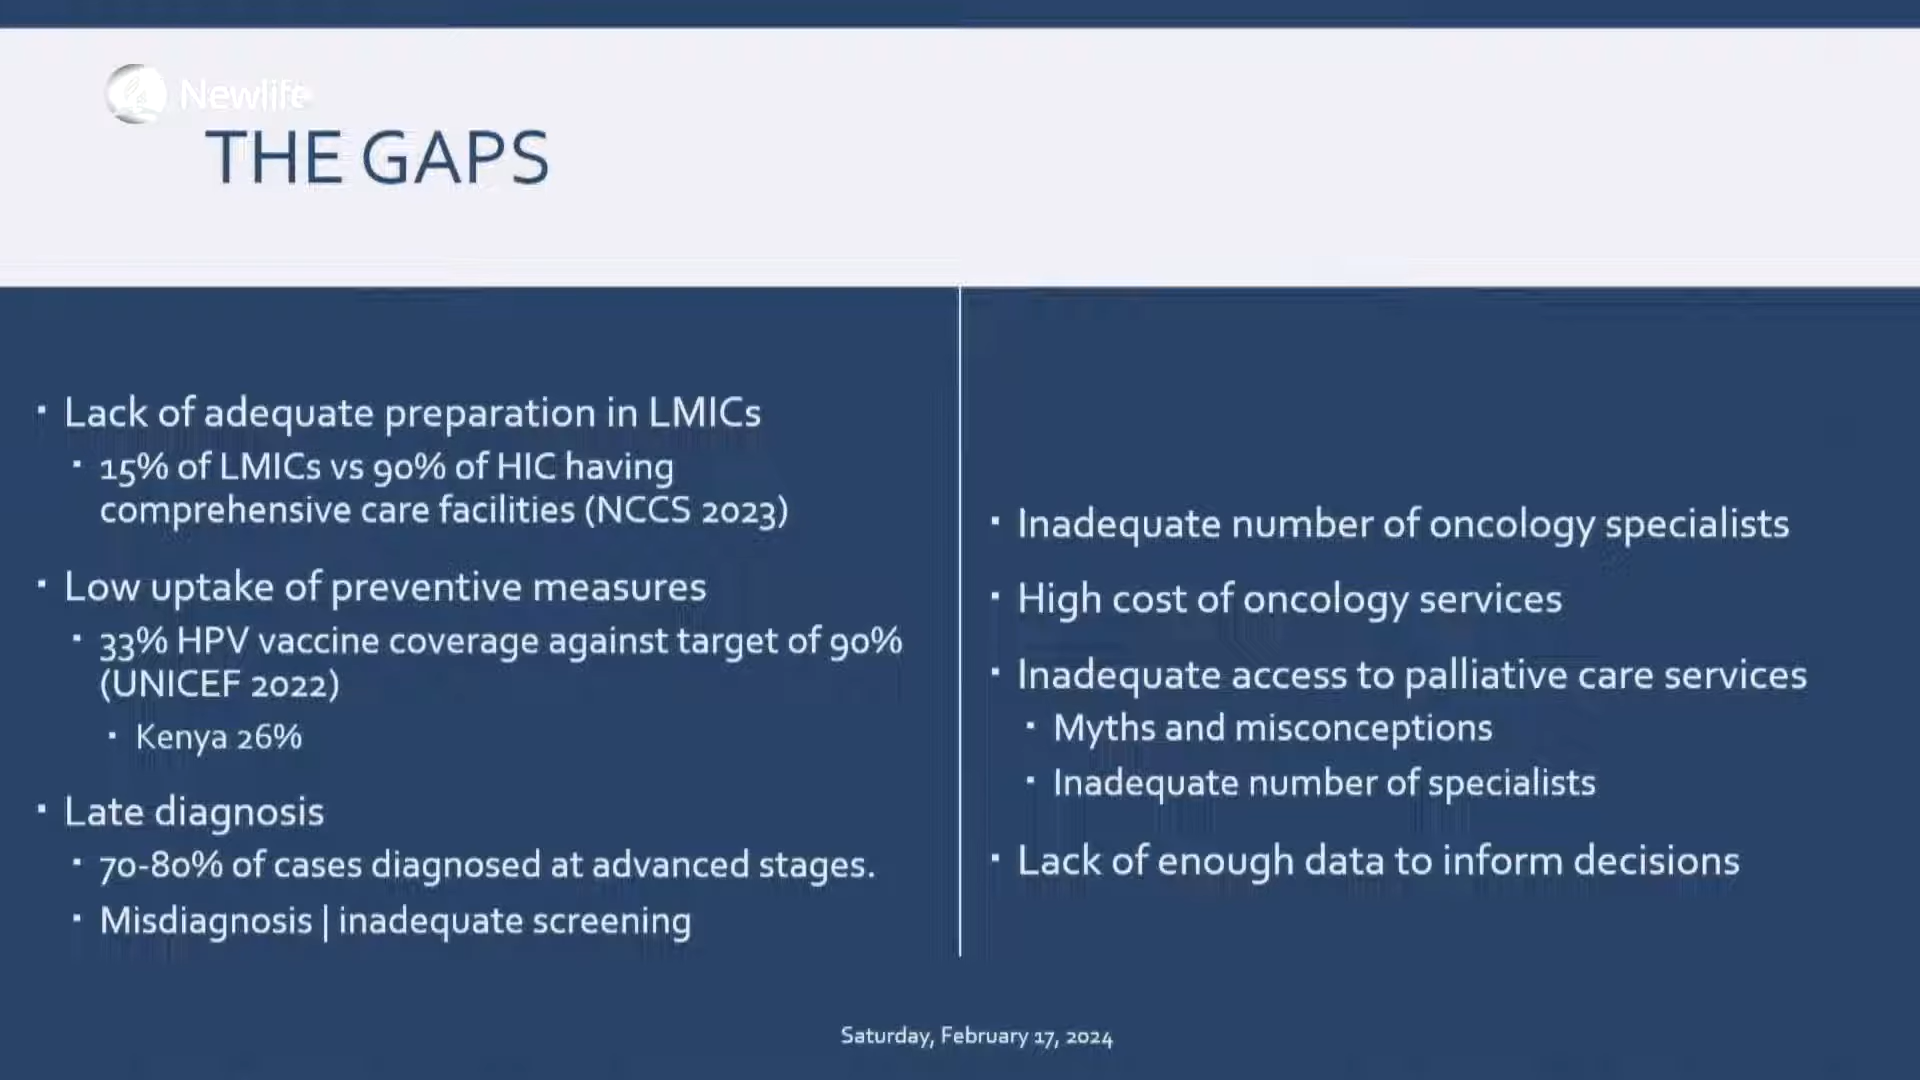 Newlife
THE GAPS
▪ Lack of adequate preparation in LMICs
▪ 15% of LMICs vs 90% of HIC having
comprehensive care facilities (NCCS 2023)
▪ Low uptake of preventive measures
▪ 33% HPV vaccine coverage against target of 90%
(UNICEF 2022)
▪ Kenya 26%
▪ Late diagnosis
▪ 70-80% of cases diagnosed at advanced stages.
▪ Misdiagnosis | inadequate screening
▪ Inadequate number of oncology specialists
▪ High cost of oncology services
▪ Inadequate access to palliative care services
▪ Myths and misconceptions
▪ Inadequate number of specialists
▪ Lack of enough data to inform decisions
Saturday, February 17, 2024